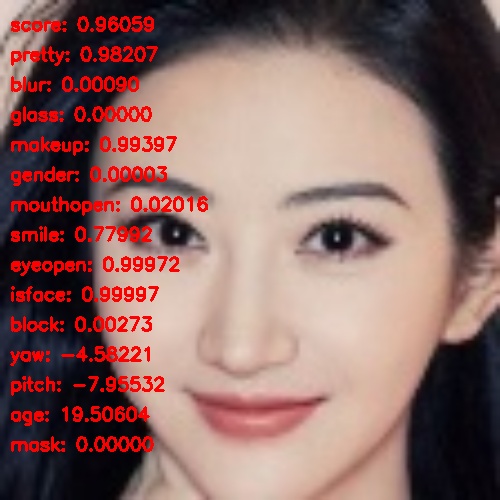 score: 0.96059
pretty: 0.98207
blur: 0.00090
glass: 0.00000
makeup: 0.99397
gender: 0.00003
mouthopen: 0.02016
smile: 0.77992
eyeopen: 0.99972
isface: 0.99997
block: 0.00273
yaw: -4.58221
pitch: -7.95532
age: 19.50604
mask: 0.00000